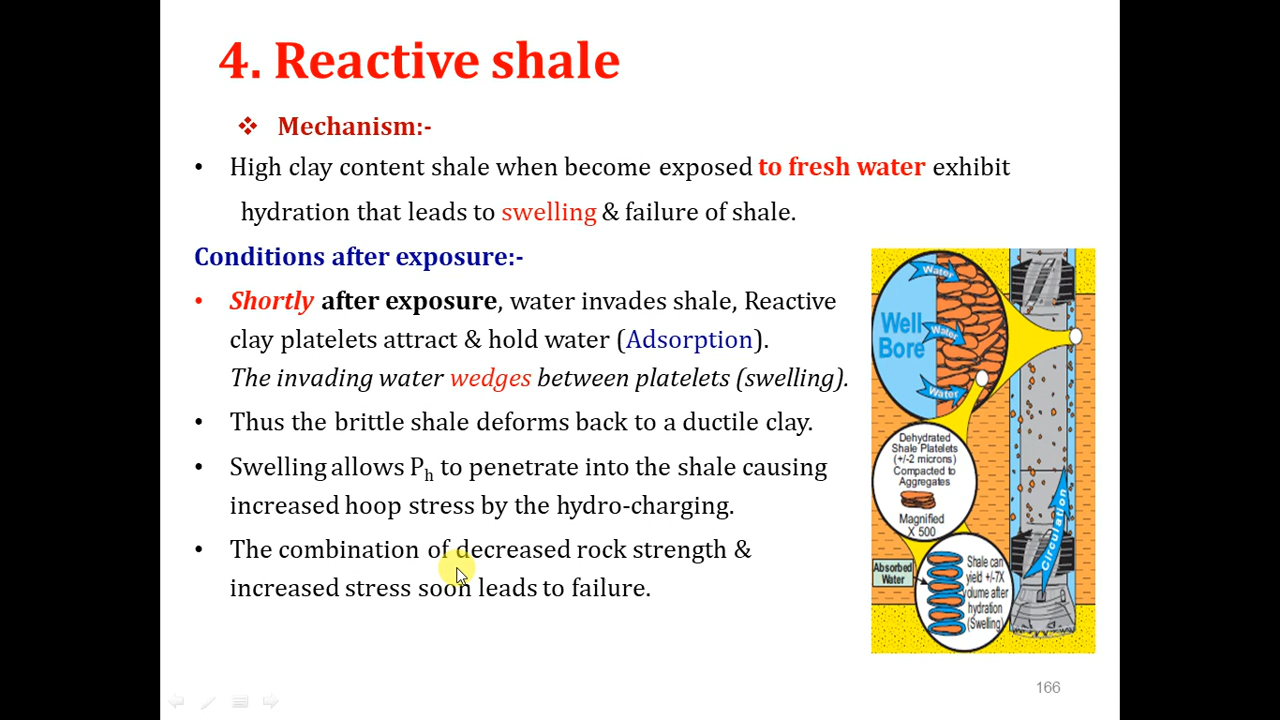 4. Reactive shale
❖ Mechanism:-
• High clay content shale when become exposed to fresh water exhibit
hydration that leads to swelling & failure of shale.
Conditions after exposure:-
• Shortly after exposure, water invades shale, Reactive
clay platelets attract & hold water (Adsorption).
The invading water wedges between platelets (swelling).
• Thus the brittle shale deforms back to a ductile clay.
• Swelling allows Ph to penetrate into the shale causing
increased hoop stress by the hydro-charging.
• The combination of decreased rock strength &
increased stress soon leads to failure.
Water
Well
Bore
Water
Water
Dehydrated
Shale Platelets
(+/-2 microns)
Compacted to
Aggregates
Magnified
X 500
Circulation
Absorbed
Water
Shale can
yield +/-7X
volume after
hydration
(Swelling)
166